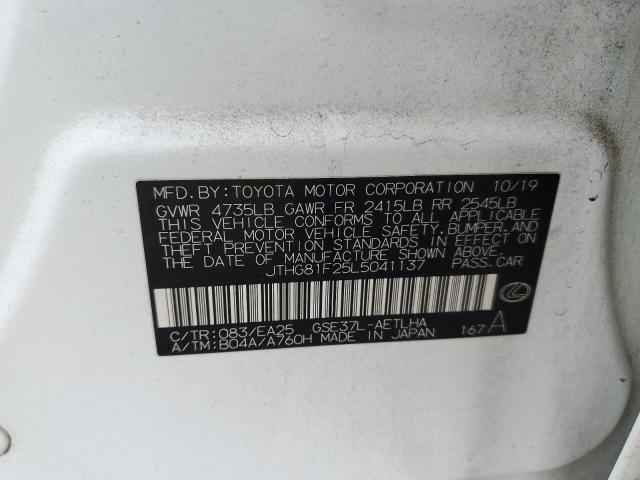 MFD.BY:TOYOTA MOTOR CORPORATION 10/19
GVWR 4735LB GAWR FR 2415LB RR 2545LB
THIS VEHICLE CONFORMS TO ALL APPLICABLE
FEDERAL MOTOR VEHICLE SAFETY,BUMPER,AND
THEFT PREVENTION STANDARDS IN EFFECT ON
THE DATE OF MANUFACTURE SHOWN ABOVE.
JTHG81F25L5041137 PASS.CAR
C/TR:083/EA25 GSE37L-AETLHA
A/TM:B04A/A760H MADE IN JAPAN 167A